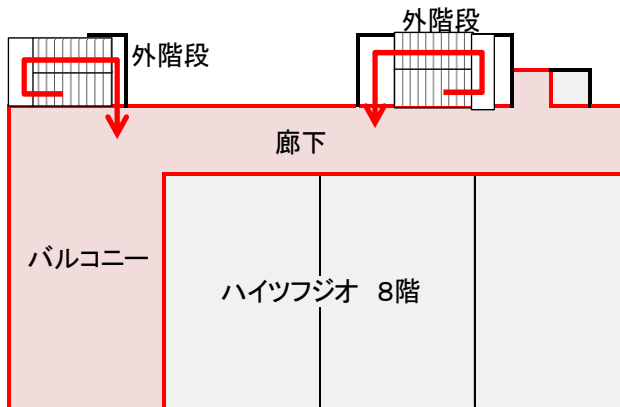 外階段
外階段
廊下
バルコニー
ハイツフジオ　８階